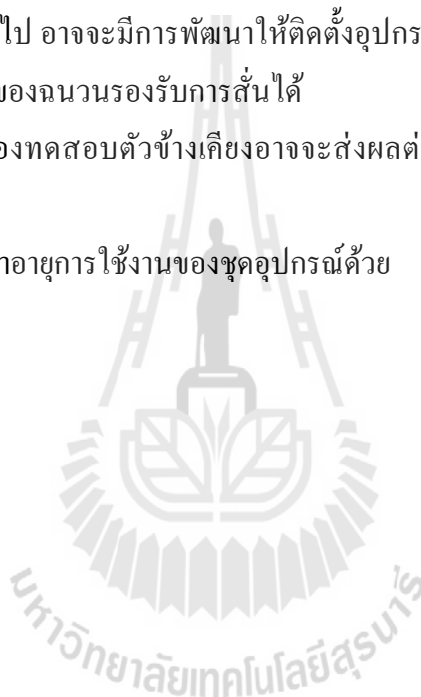 ไป อาจจะมีการพัฒนาให้ติดตั้งอุปกร
ของฉนวนรองรับการสั่นได้
องทดสอบตัวข้างเคียงอาจจะส่งผลต่
าอายุการใช้งานของชุดอุปกรณ์ด้วย
มหาวิทยาลัยเทคโนโลยีสุรนารี